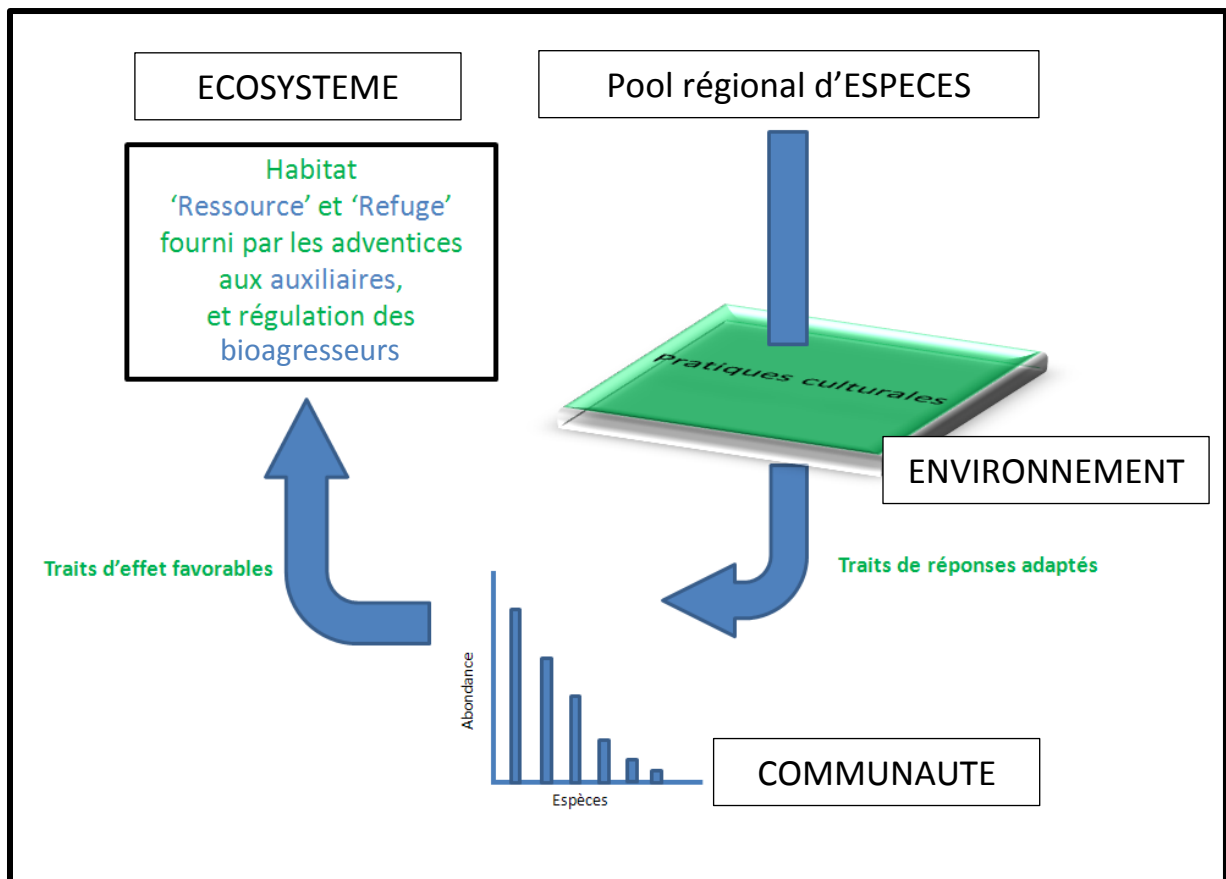 ECOSYSTEME
Pool régional d’ESPECES
Habitat
‘Ressource’ et ‘Refuge’
fourni par les adventices
aux auxiliaires,
et régulation des
bioagresseurs
Pratiques culturales
ENVIRONNEMENT
Traits d’effet favorables
Traits de réponses adaptés
Abondance
Espèces
COMMUNAUTE